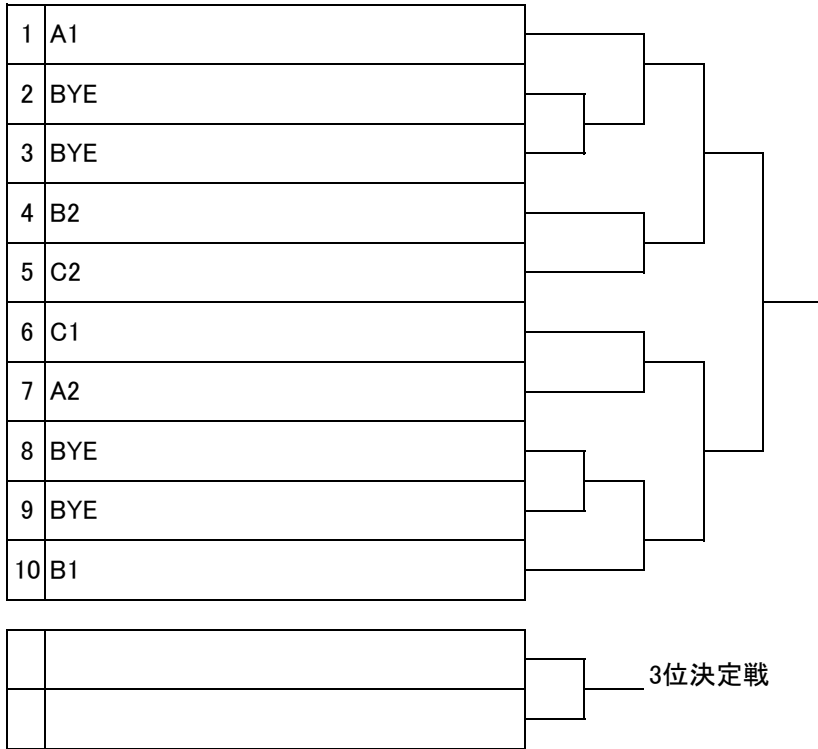 1 A1
2 BYE
3 BYE
4 B2
5 C2
6 C1
7 A2
8 BYE
9 BYE
10 B1
3位決定戦